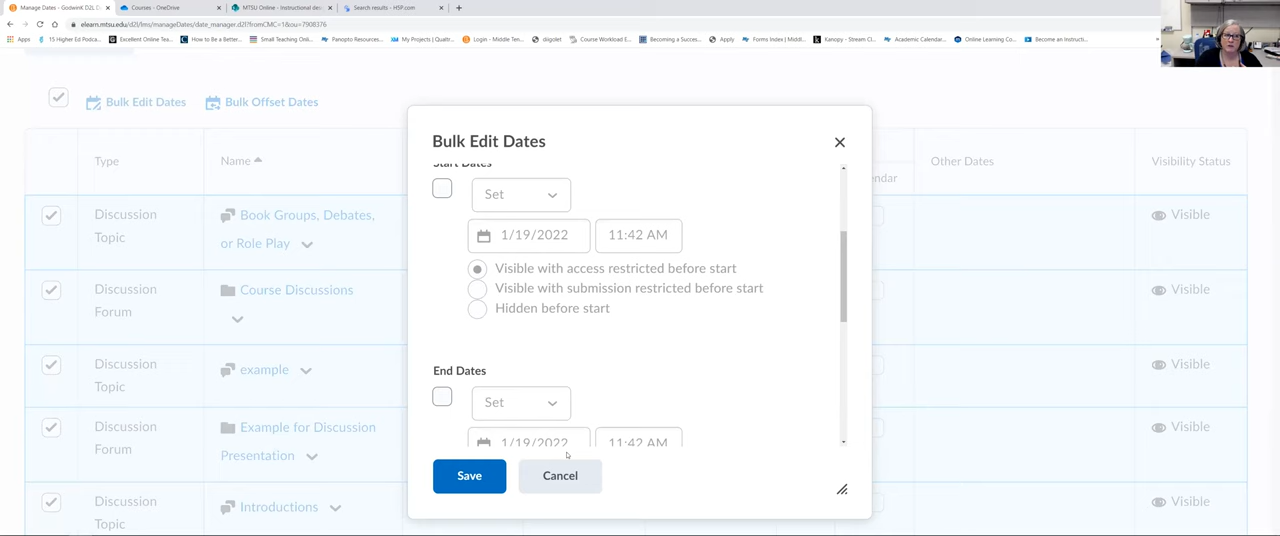 Manage Dates - GodwinK D2L D
Courses - OneDrive
MTSU Online - Instructional des
Search results - H5P.com
elearn.mtsu.edu/d2l/lms/manageDates/date_manager.d2l?fromCMC=1&ou=7908376
Apps
15 Higher Ed Podca...
Excellent Online Tea...
How to Be a Better...
Small Teaching Onli...
Panopto Resources...
My Projects | Quatr...
Login - Middle Ten...
diigolet
Course Workload E...
Becoming a Succes...
Apply
Forms Index | Middl...
Kanopy - Stream Cl...
Academic Calendar...
Online Learning Co...
Become an Instructi...
Bulk Edit Dates
Bulk Offset Dates
Type
Name
Other Dates
Visibility Status
endar
Discussion
Topic
Book Groups, Debates,
or Role Play
Visible
Discussion
Forum
Course Discussions
Visible
Discussion
Topic
example
Visible
Discussion
Forum
Example for Discussion
Presentation
Visible
Discussion
Topic
Introductions
Visible
Bulk Edit Dates
Start Dates
Set
1/19/2022
11:42 AM
Visible with access restricted before start
Visible with submission restricted before start
Hidden before start
End Dates
Set
1/19/2022
11:42 AM
Save
Cancel